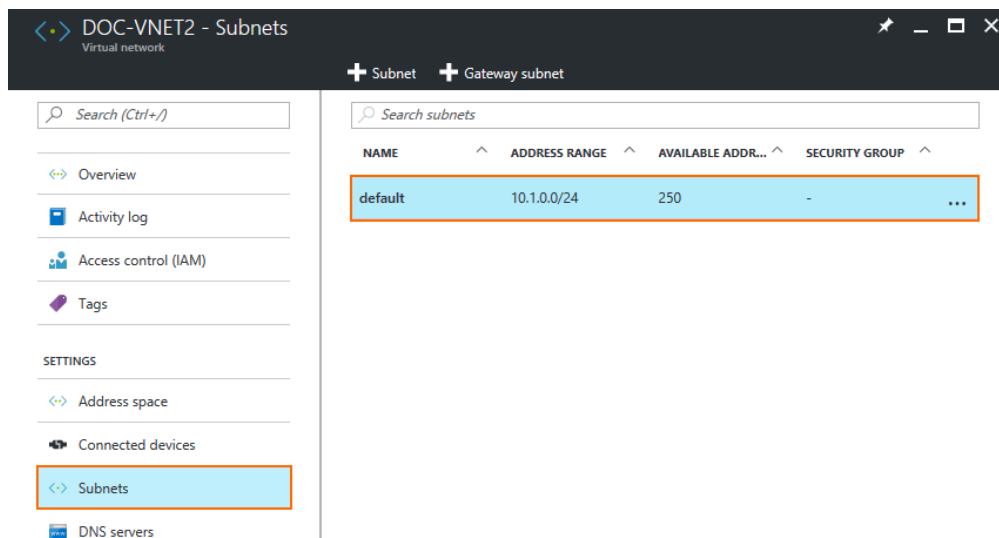 DOC-VNET2 - Subnets
Virtual network
Subnet Gateway subnet
Search (Ctrl+/)
Overview
Activity log
Access control (IAM)
Tags
SETTINGS
Address space
Connected devices
Subnets
DNS servers
Search subnets
NAME ADDRESS RANGE AVAILABLE ADDR... SECURITY GROUP
default 10.1.0.0/24 250 -